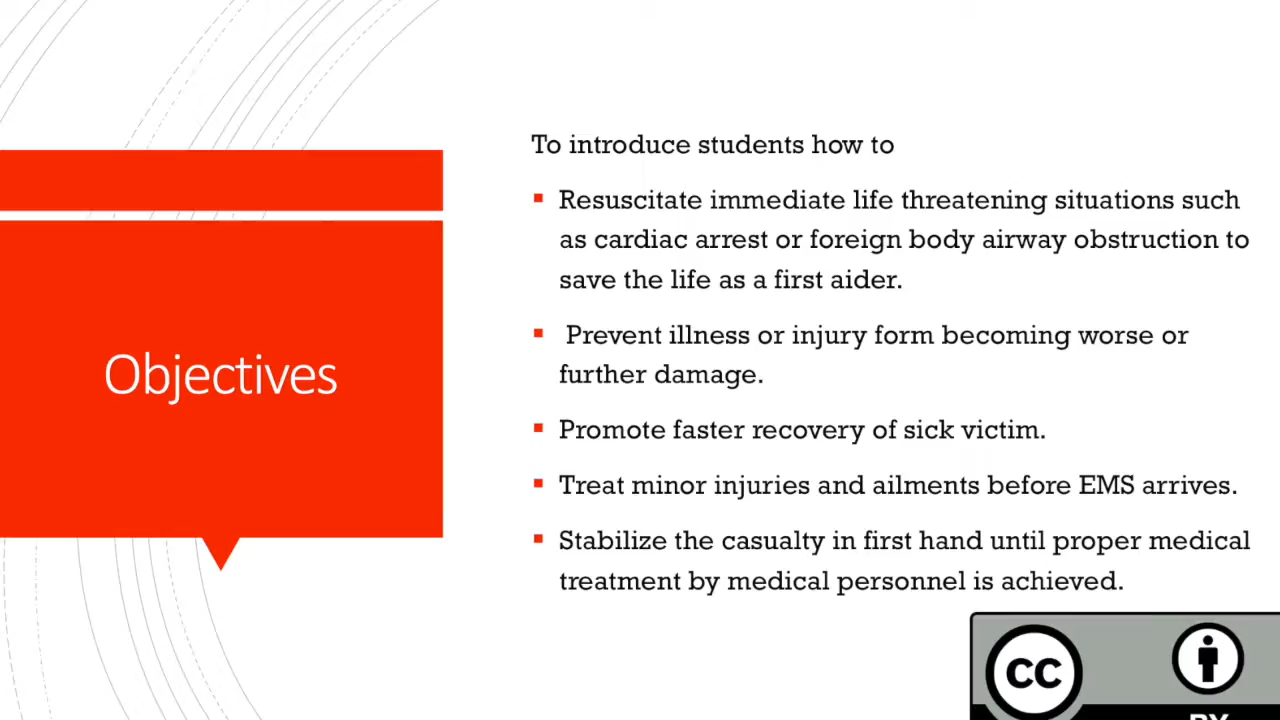 Objectives
To introduce students how to
Resuscitate immediate life threatening situations such
as cardiac arrest or foreign body airway obstruction to
save the life as a first aider.
Prevent illness or injury form becoming worse or
further damage.
Promote faster recovery of sick victim.
Treat minor injuries and ailments before EMS arrives.
Stabilize the casualty in first hand until proper medical
treatment by medical personnel is achieved.
CC
BY